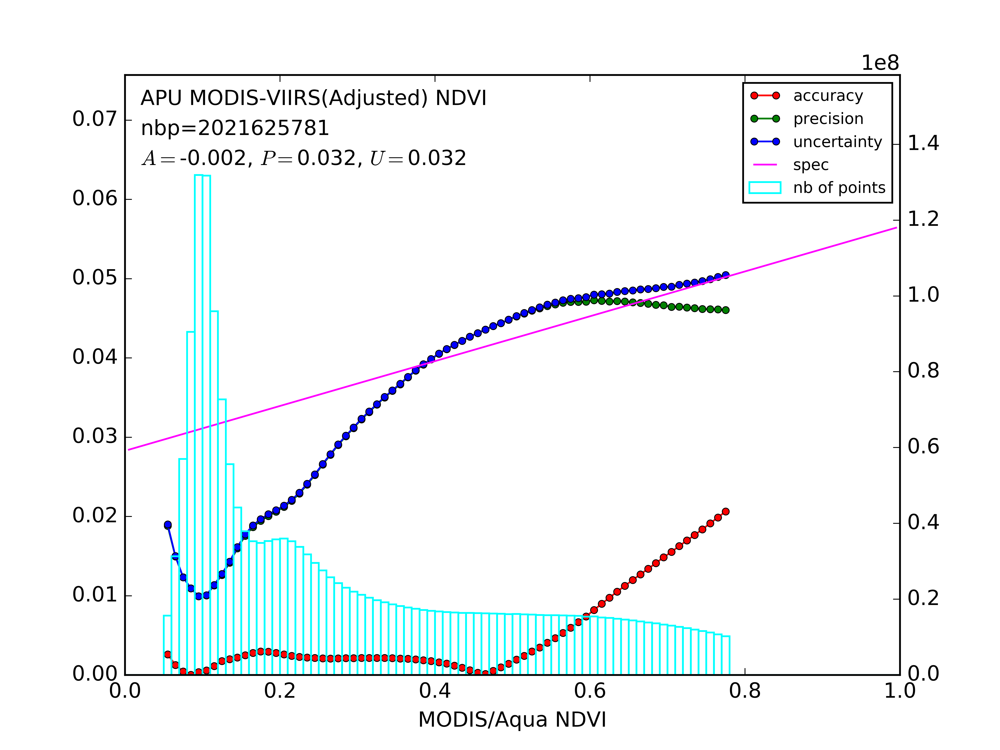 1e8
APU MODIS-VIIRS(Adjusted) NDVI
nbp=2021625781
A=-0.002, P=0.032, U=0.032
accuracy
precision
uncertainty
spec
nb of points
0.07
0.06
0.05
0.04
0.03
0.02
0.01
0.00
1.4
1.2
1.0
0.8
0.6
0.4
0.2
0.0
0.0 0.2 0.4 0.6 0.8 1.0
MODIS/Aqua NDVI